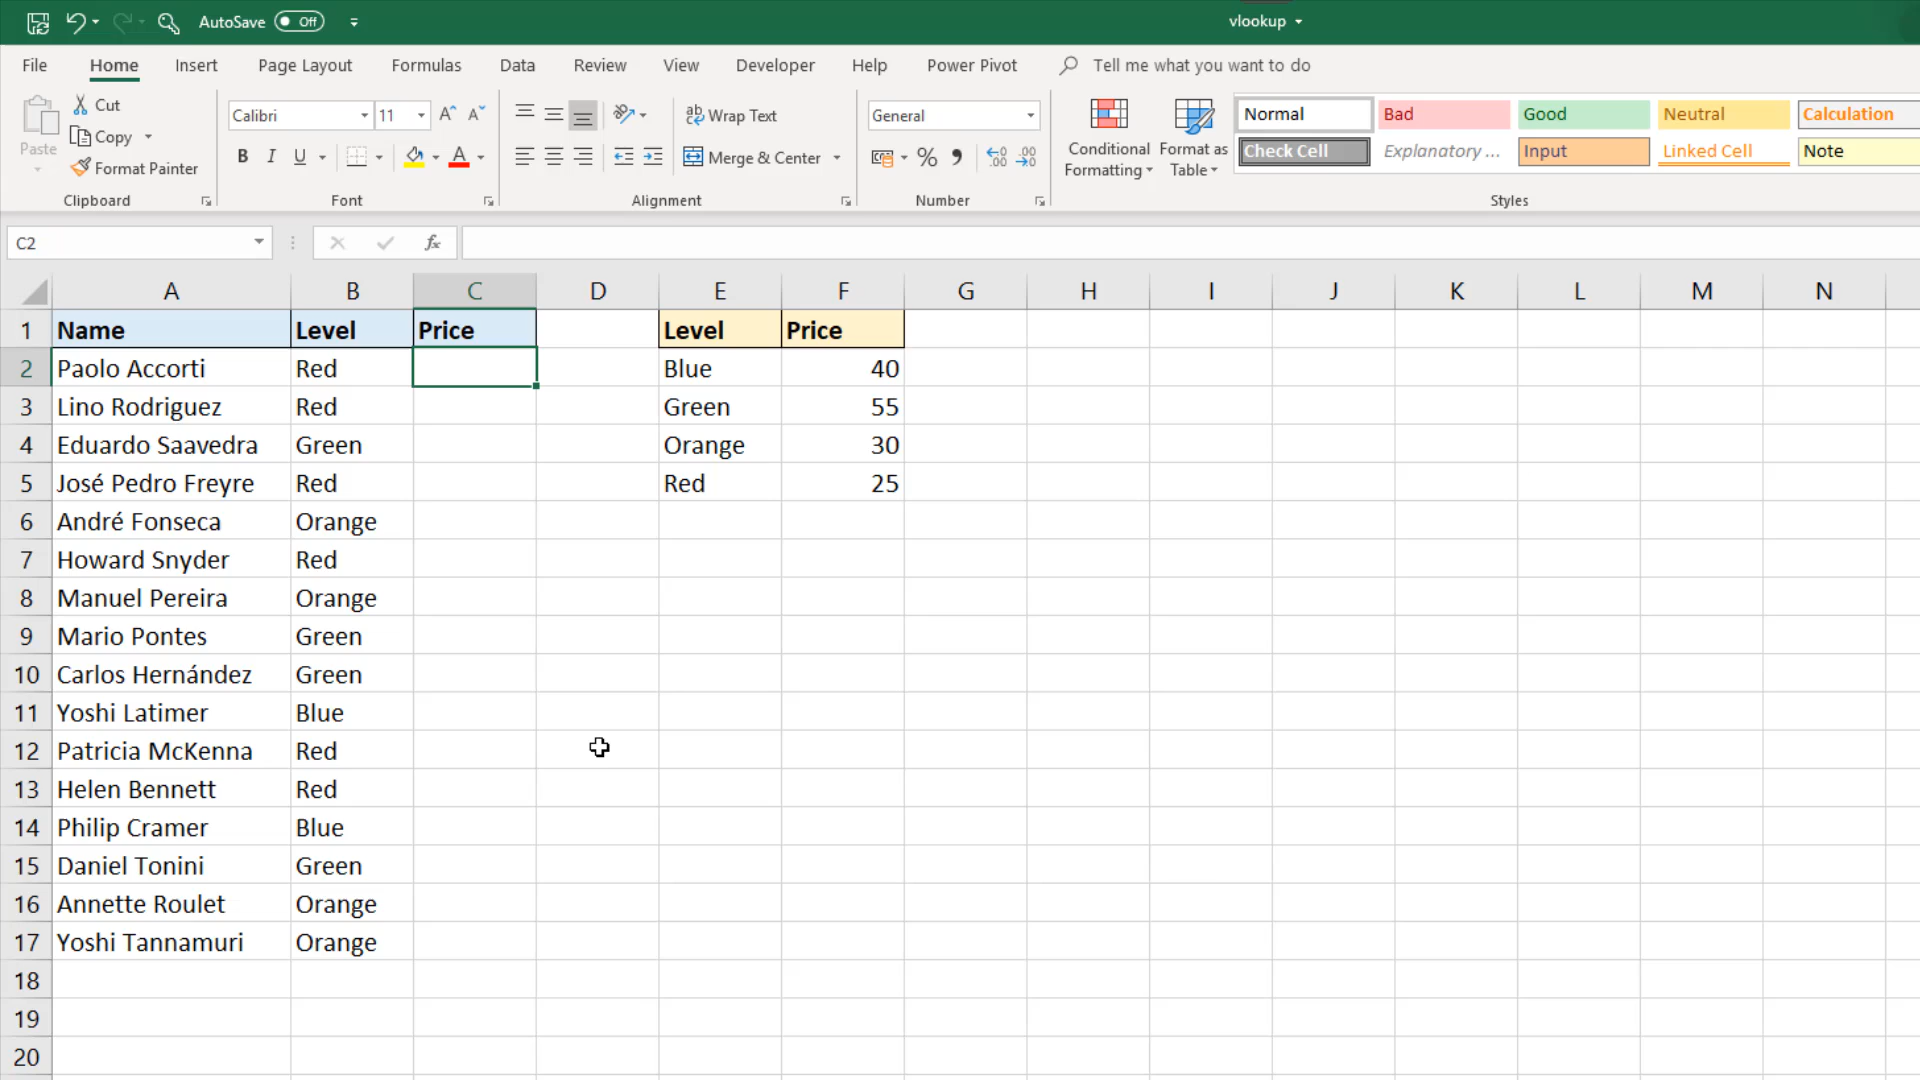 AutoSave Off vlookup
File Home Insert Page Layout Formulas Data Review View Developer Help Power Pivot Tell me what you want to do
Paste
Cut
Copy
Format Painter
Clipboard
Calibri 11
B I U
Font
Wrap Text
Merge & Center
Alignment
General
Number
Conditional Formatting
Format as Table
Normal Bad Good Neutral Calculation
Check Cell Explanatory ... Input Linked Cell Note
Styles
C2 fx
A B C D E F G H I J K L M N
1 Name Level Price Level Price
2 Paolo Accorti Red Blue 40
3 Lino Rodriguez Red Green 55
4 Eduardo Saavedra Green Orange 30
5 José Pedro Freyre Red Red 25
6 André Fonseca Orange
7 Howard Snyder Red
8 Manuel Pereira Orange
9 Mario Pontes Green
10 Carlos Hernández Green
11 Yoshi Latimer Blue
12 Patricia McKenna Red
13 Helen Bennett Red
14 Philip Cramer Blue
15 Daniel Tonini Green
16 Annette Roulet Orange
17 Yoshi Tannamuri Orange
18
19
20